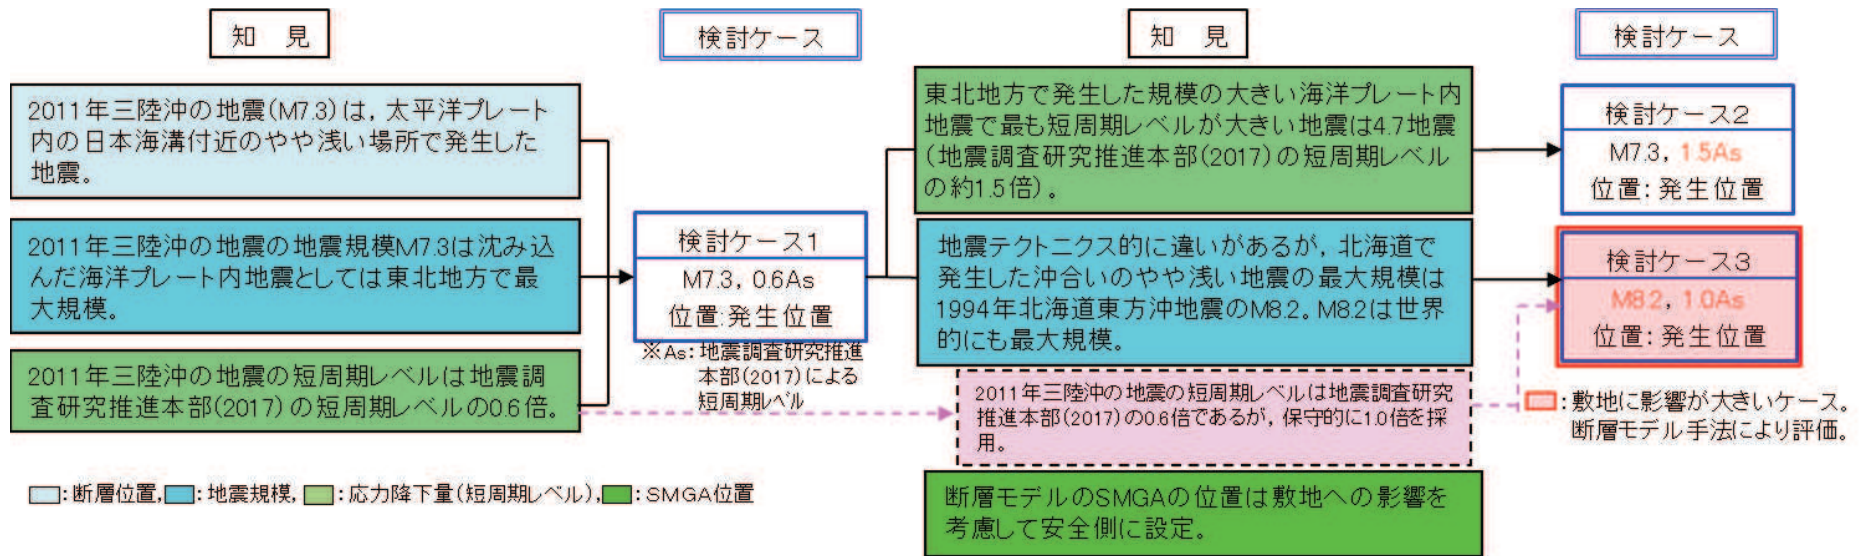 知 見
2011年三陸沖の地震(M7.3)は，太平洋プレート
内の日本海溝付近のやや浅い場所で発生した
地震。
2011年三陸沖の地震の地震規模M7.3は沈み込
んだ海洋プレート内地震としては東北地方で最
大規模。
2011年三陸沖の地震の短周期レベルは地震調
査研究推進本部(2017)の短周期レベルの0.6倍。
検討ケース
検討ケース1
M7.3，0.6As
位置:発生位置
※As:地震調査研究推進
本部(2017)による
短周期レベル
知 見
東北地方で発生した規模の大きい海洋プレート内
地震で最も短周期レベルが大きい地震は4.7地震
(地震調査研究推進本部(2017)の短周期レベル
の約1.5倍)。
地震テクトニクス的に違いがあるが，北海道で
発生した沖合いのやや浅い地震の最大規模は
1994年北海道東方沖地震のM8.2。M8.2は世界
的にも最大規模。
2011年三陸沖の地震の短周期レベルは地震調査研究
推進本部(2017)の0.6倍であるが，保守的に1.0倍を採
用。
断層モデルのSMGAの位置は敷地への影響を
考慮して安全側に設定。
検討ケース
検討ケース2
M7.3，1.5As
位置:発生位置
検討ケース3
M8.2，1.0As
位置:発生位置
:敷地に影響が大きいケース。
断層モデル手法により評価。
:断層位置, :地震規模, :応力降下量(短周期レベル), :SMGA位置